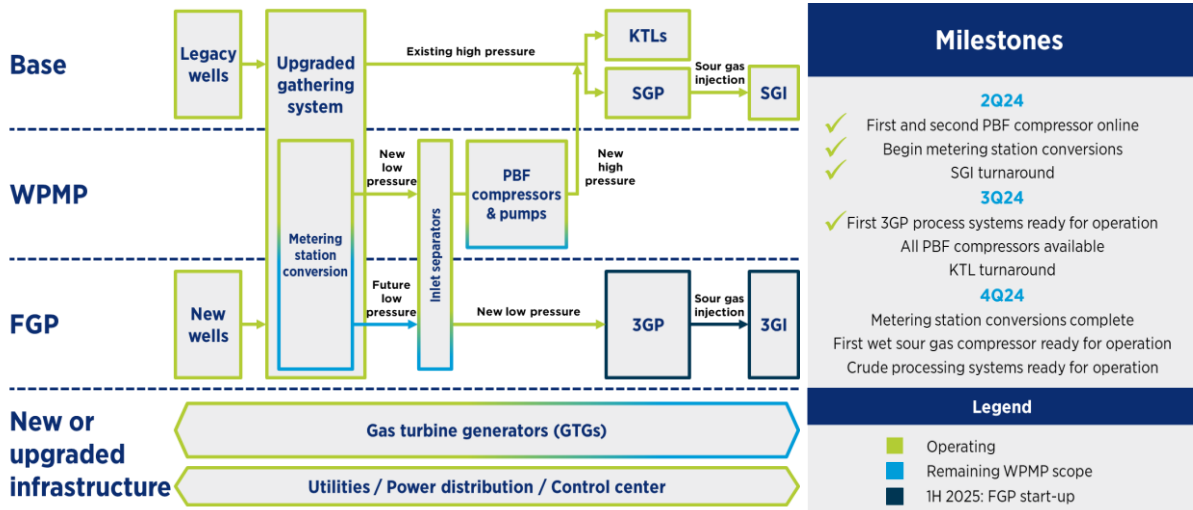 Base
Legacy
wells
Upgraded
gathering
system
Existing high pressure
KTLs
SGP
Sour gas
injection
SGI
WPMP
Metering
station
conversion
New
low
pressure
Inlet separators
PBF
compressors
& pumps
New
high
pressure
FGP
New
wells
Future
low
pressure
New low pressure
3GP
Sour gas
injection
3GI
New or
upgraded
infrastructure
Gas turbine generators (GTGs)
Utilities / Power distribution / Control center
Milestones
2Q24
First and second PBF compressor online
Begin metering station conversions
SGI turnaround
3Q24
First 3GP process systems ready for operation
All PBF compressors available
KTL turnaround
4Q24
Metering station conversions complete
First wet sour gas compressor ready for operation
Crude processing systems ready for operation
Legend
Operating
Remaining WPMP scope
1H 2025: FGP start-up